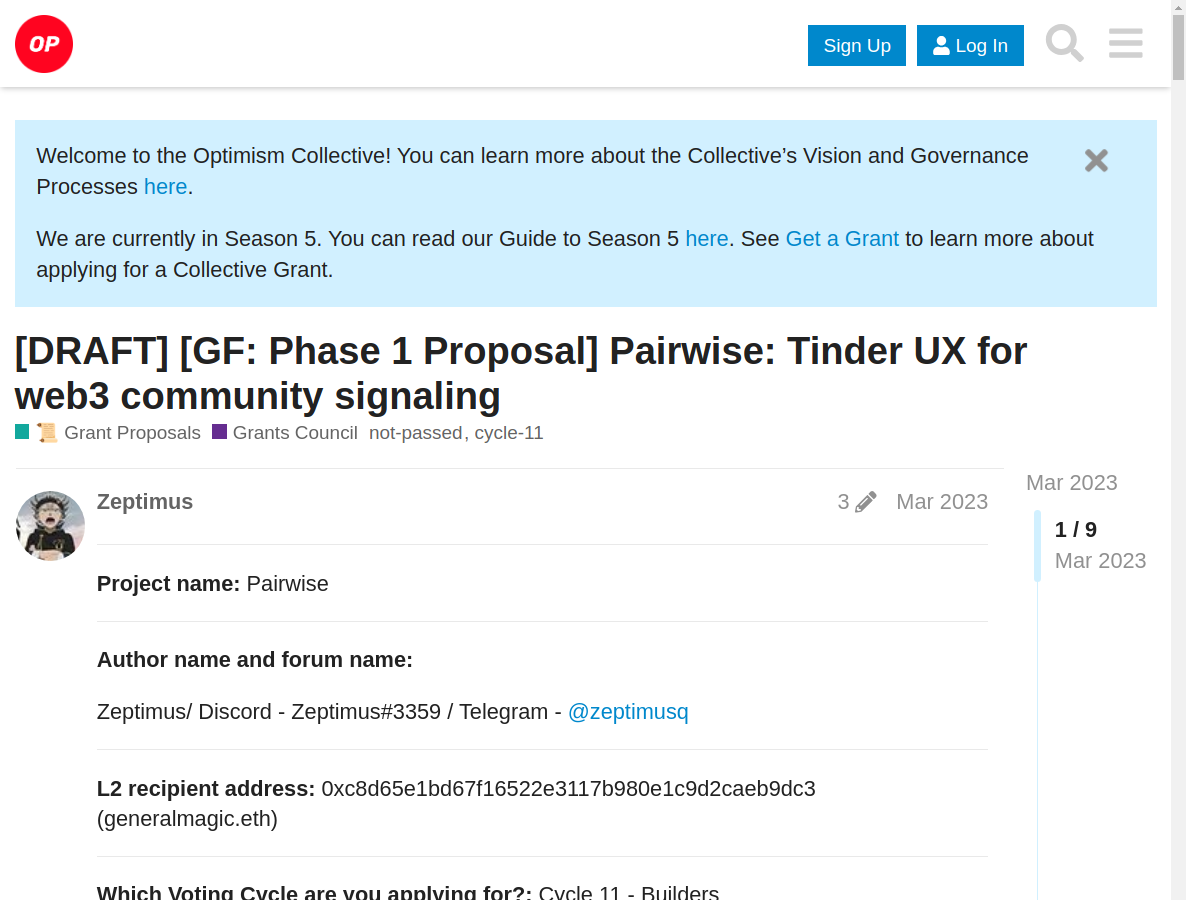 OP
Sign Up
Log In
Welcome to the Optimism Collective! You can learn more about the Collective’s Vision and Governance
Processes here.
We are currently in Season 5. You can read our Guide to Season 5 here. See Get a Grant to learn more about
applying for a Collective Grant.
[DRAFT] [GF: Phase 1 Proposal] Pairwise: Tinder UX for
web3 community signaling
Grant Proposals Grants Council not-passed, cycle-11
Zeptimus 3 Mar 2023
Mar 2023
1 / 9
Mar 2023
Project name: Pairwise
Author name and forum name:
Zeptimus/ Discord - Zeptimus#3359 / Telegram - @zeptimusq
L2 recipient address: 0xc8d65e1bd67f16522e3117b980e1c9d2caeb9dc3
(generalmagic.eth)
Which Voting Cycle are you applying for?: Cycle 11 - Builders